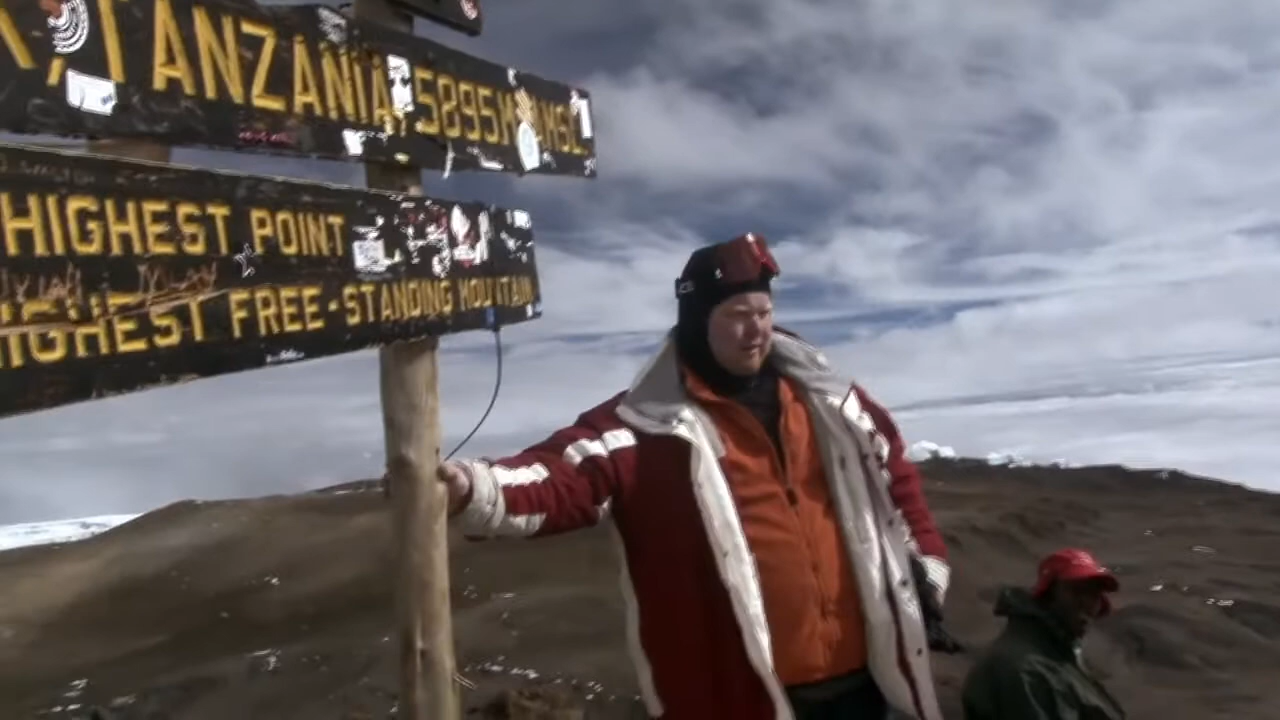 TANZANIA, 5895M AMSL.
HIGHEST POINT
HIGHEST FREE-STANDING MOUNTAIN